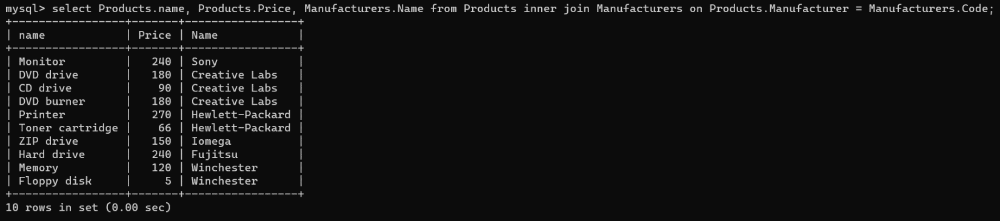 mysql> select Products.name, Products.Price, Manufacturers.Name from Products inner join Manufacturers on Products.Manufacturer = Manufacturers.Code;
+-----------------+-------+-----------------+
| name            | Price | Name            |
+-----------------+-------+-----------------+
| Monitor         |   240 | Sony            |
| DVD drive       |   180 | Creative Labs   |
| CD drive        |    90 | Creative Labs   |
| DVD burner      |   180 | Creative Labs   |
| Printer         |   270 | Hewlett-Packard |
| Toner cartridge |    66 | Hewlett-Packard |
| ZIP drive       |   150 | Iomega          |
| Hard drive      |   240 | Fujitsu         |
| Memory          |   120 | Winchester      |
| Floppy disk     |     5 | Winchester      |
+-----------------+-------+-----------------+
10 rows in set (0.00 sec)